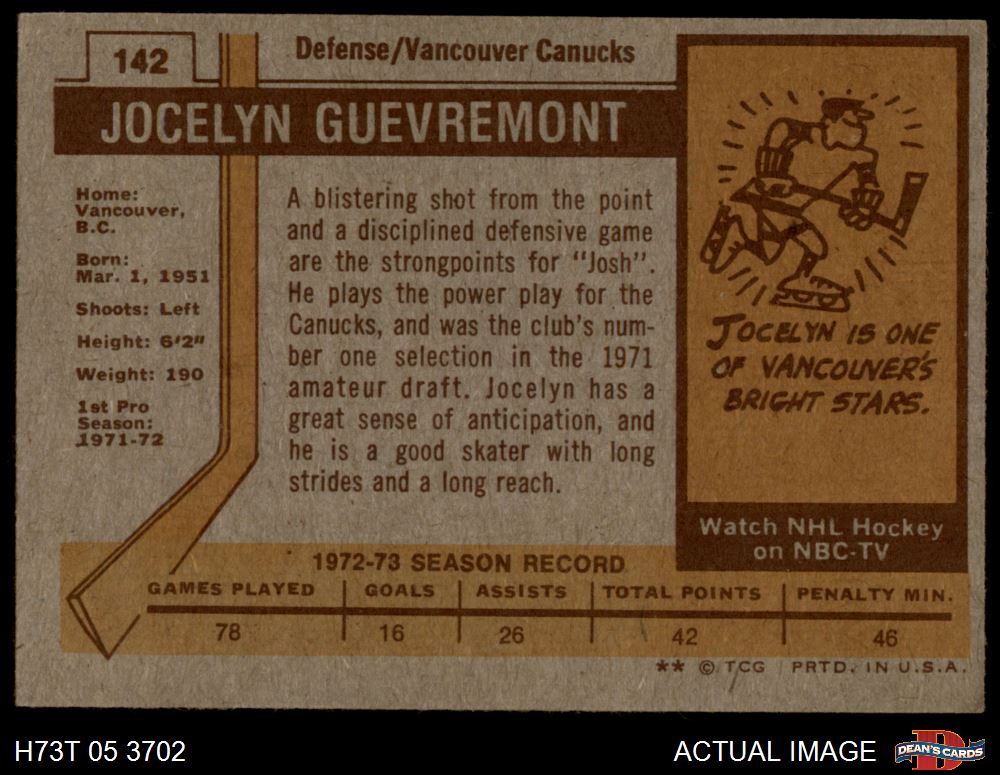 142
Defense/Vancouver Canucks
JOCELYN GUEVREMONT
Home:
Vancouver,
B.C.
Born:
Mar. 1, 1951
Shoots: Left
Height: 6'2"
Weight: 190
1st Pro
Season:
1971-72
A blistering shot from the point
and a disciplined defensive game
are the strongpoints for "Josh".
He plays the power play for the
Canucks, and was the club's num-
ber one selection in the 1971
amateur draft. Jocelyn has a
great sense of anticipation, and
he is a good skater with long
strides and a long reach.
JOCELYN IS ONE
OF VANCOUVER'S
BRIGHT STARS.
Watch NHL Hockey
on NBC-TV
1972-73 SEASON RECORD
GAMES PLAYED GOALS ASSISTS TOTAL POINTS PENALTY MIN.
78 16 26 42 46
** © TCG PRTD. IN U.S.A.
H73T 05 3702
ACTUAL IMAGE
D
DEAN'S CARDS